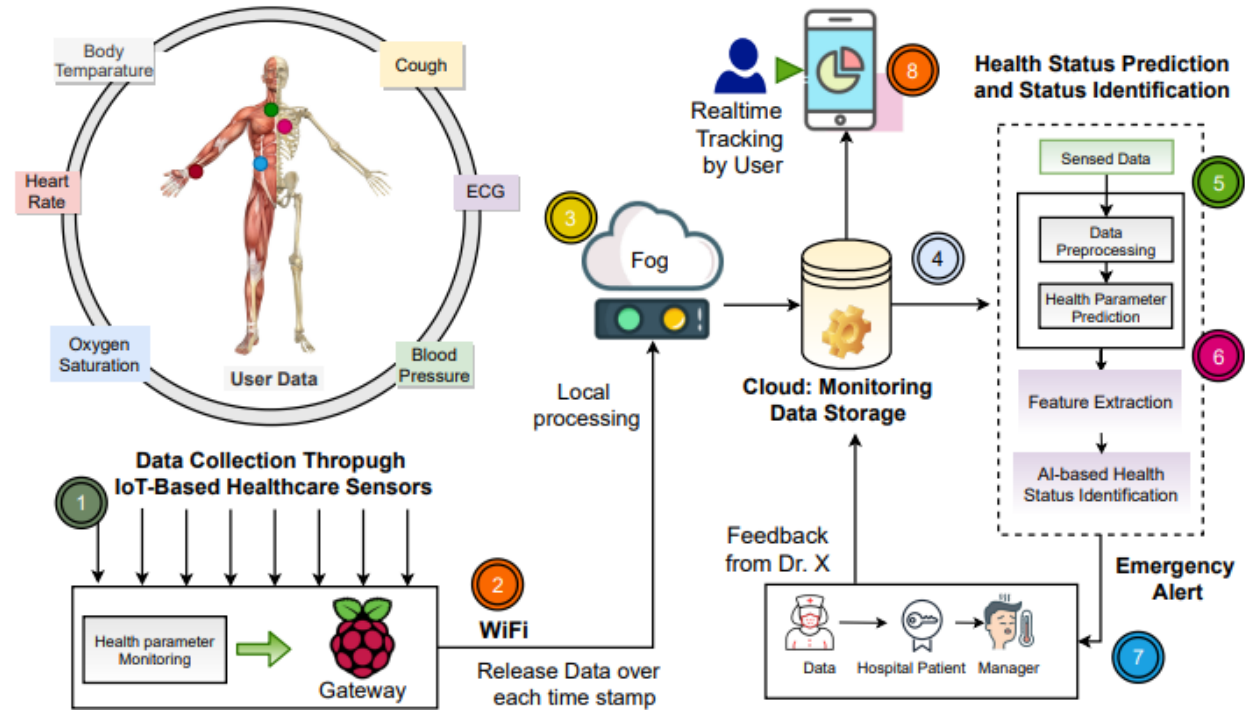 Body
Temparature
Cough
Heart
Rate
ECG
Oxygen
Saturation
Blood
Pressure
User Data
Data Collection Thropugh
IoT-Based Healthcare Sensors
1
Health parameter
Monitoring
Gateway
2
WiFi
Release Data over
each time stamp
Local
processing
3
Fog
Cloud: Monitoring
Data Storage
Realtime
Tracking
by User
8
4
Health Status Prediction
and Status Identification
Sensed Data
5
Data
Preprocessing
Health Parameter
Prediction
6
Feature Extraction
AI-based Health
Status Identification
Emergency
Alert
7
Feedback
from Dr. X
Data
Hospital Patient
Manager